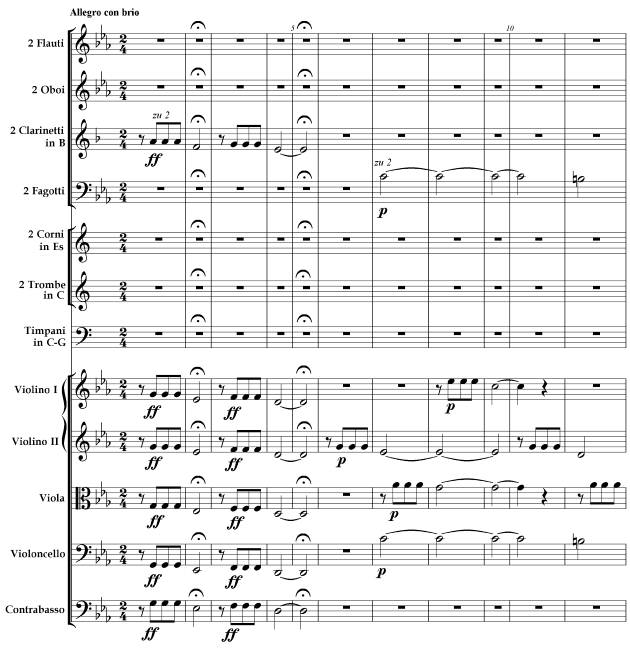 Allegro con brio
5
10
2 Flauti
2 Oboi
zu 2
2 Clarinetti
in B
ff
zu 2
2 Fagotti
p
2 Corni
in Es
2 Trombe
in C
Timpani
in C-G
Violino I
ff
ff
p
Violino II
ff
ff
p
Viola
ff
ff
p
Violoncello
ff
ff
p
Contrabasso
ff
ff